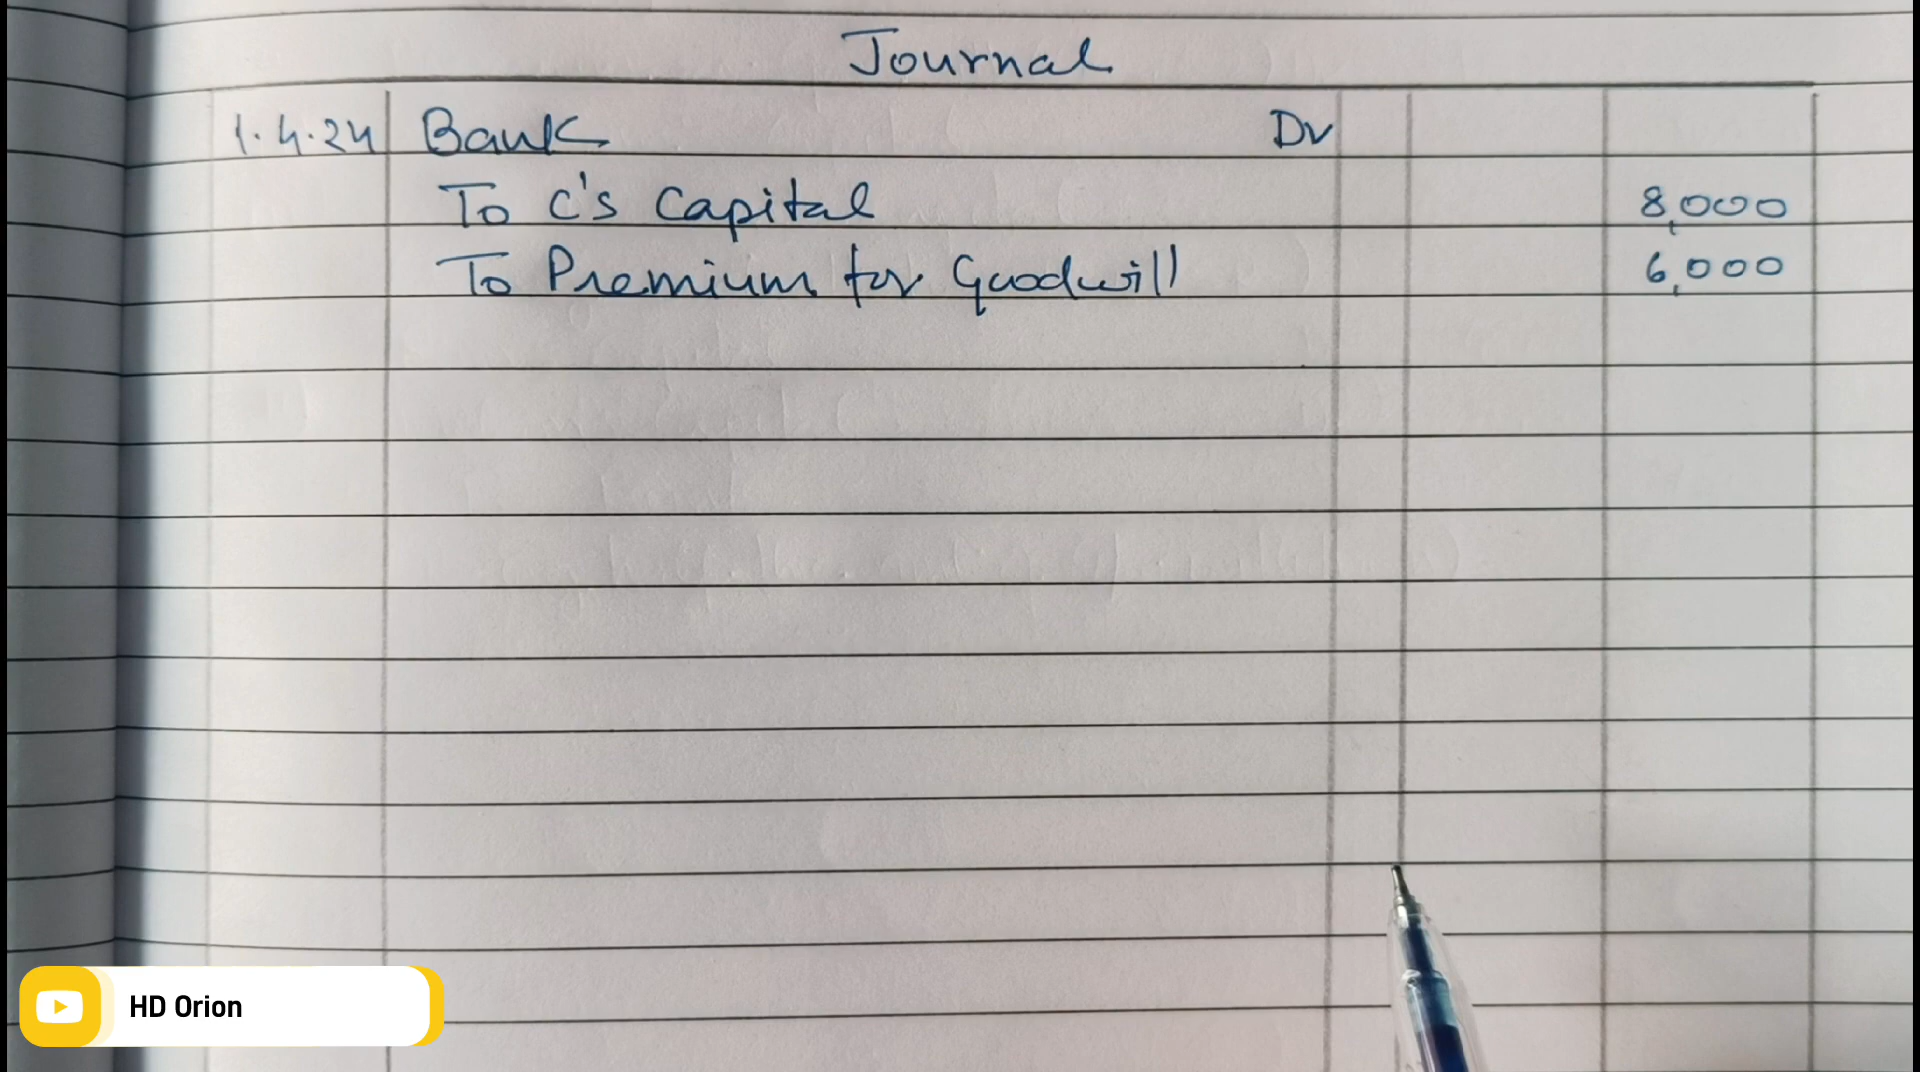 Journal
1.4.24 Bank Dr
To C's Capital 8,000
To Premium for Goodwill 6,000
HD Orion